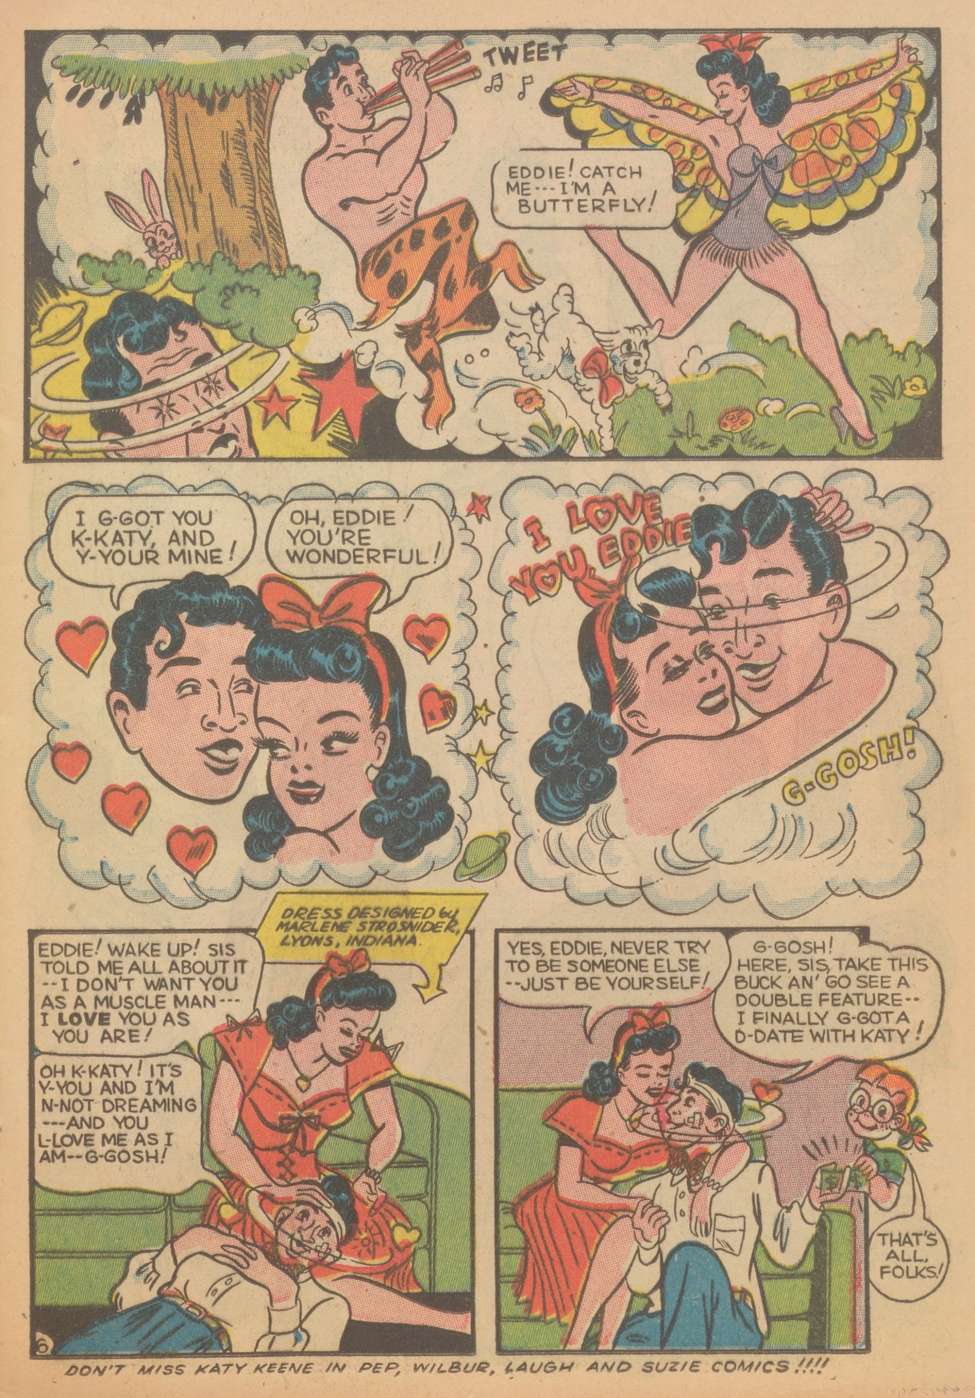 TWEET
EDDIE! CATCH
ME---I'M A
BUTTERFLY!
I G-GOT YOU
K-KATY, AND
Y-YOUR MINE!
OH, EDDIE!
YOU'RE
WONDERFUL!
I LOVE
YOU, EDDIE
G-GOSH!
DRESS DESIGNED by
MARLENE STROSNIDER,
LYONS, INDIANA.
EDDIE! WAKE UP! SIS
TOLD ME ALL ABOUT IT
--I DON'T WANT YOU
AS A MUSCLE MAN---
I LOVE YOU AS
YOU ARE!
OH K-KATY! IT'S
Y-YOU AND I'M
N-NOT DREAMING
---AND YOU
L-LOVE ME AS I
AM--G-GOSH!
YES, EDDIE, NEVER TRY
TO BE SOMEONE ELSE
--JUST BE YOURSELF!
G-GOSH!
HERE, SIS, TAKE THIS
BUCK AN' GO SEE A
DOUBLE FEATURE--
I FINALLY G-GOT A
D-DATE WITH KATY!
THAT'S
ALL,
FOLKS!
DON'T MISS KATY KEENE IN PEP, WILBUR, LAUGH AND SUZIE COMICS!!!!